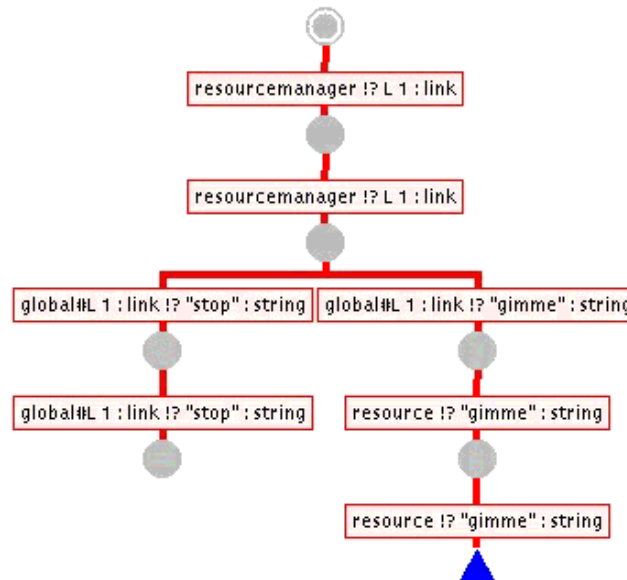 resourcemanager !? L 1 : link
resourcemanager !? L 1 : link
global#L 1 : link !? "stop" : string
global#L 1 : link !? "gimme" : string
global#L 1 : link !? "stop" : string
resource !? "gimme" : string
resource !? "gimme" : string